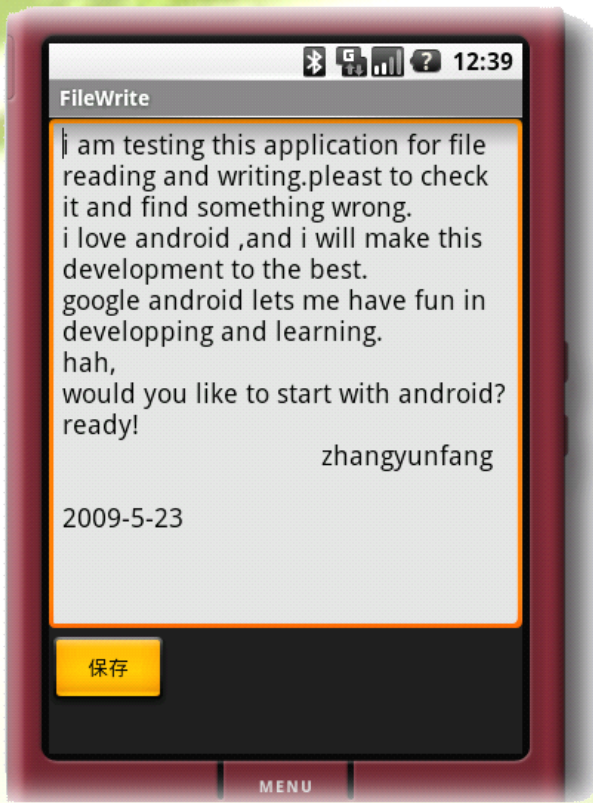 12:39
FileWrite
i am testing this application for file
reading and writing.pleast to check
it and find something wrong.
i love android ,and i will make this
development to the best.
google android lets me have fun in
developping and learning.
hah,
would you like to start with android?
ready!
zhangyunfang
2009-5-23
保存
MENU